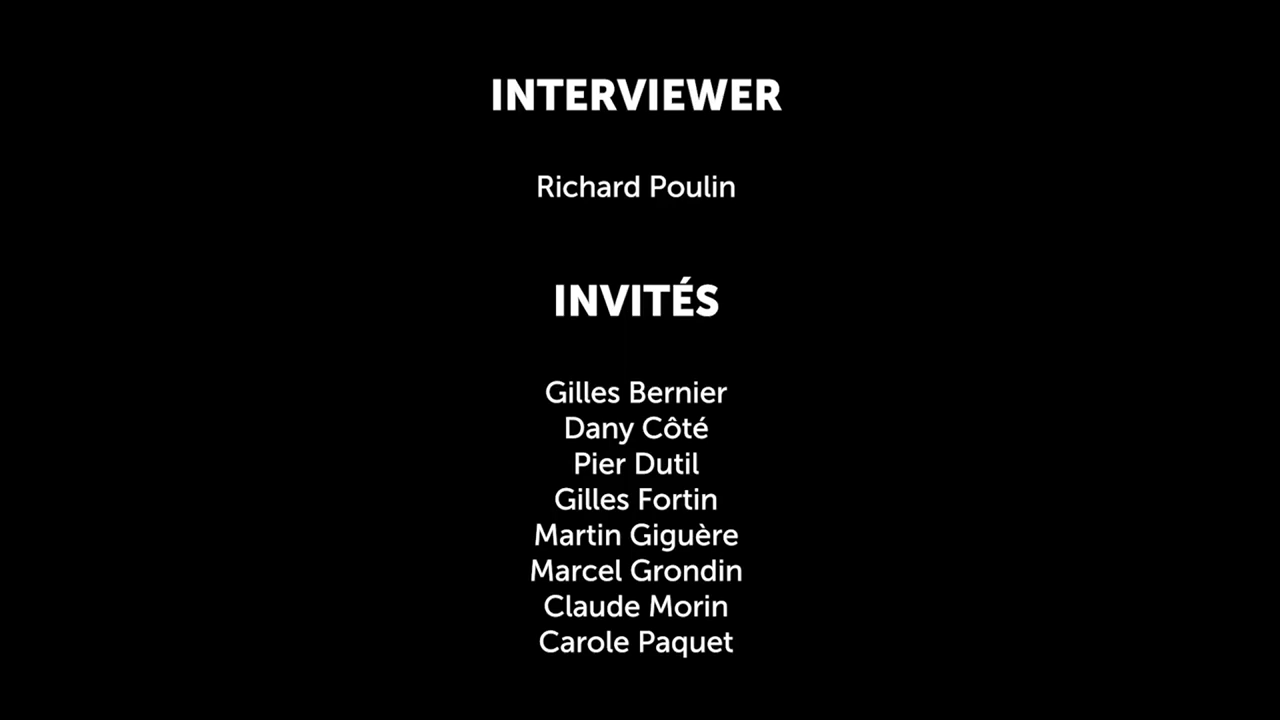 INTERVIEWER
Richard Poulin
INVITÉS
Gilles Bernier
Dany Côté
Pier Dutil
Gilles Fortin
Martin Giguère
Marcel Grondin
Claude Morin
Carole Paquet